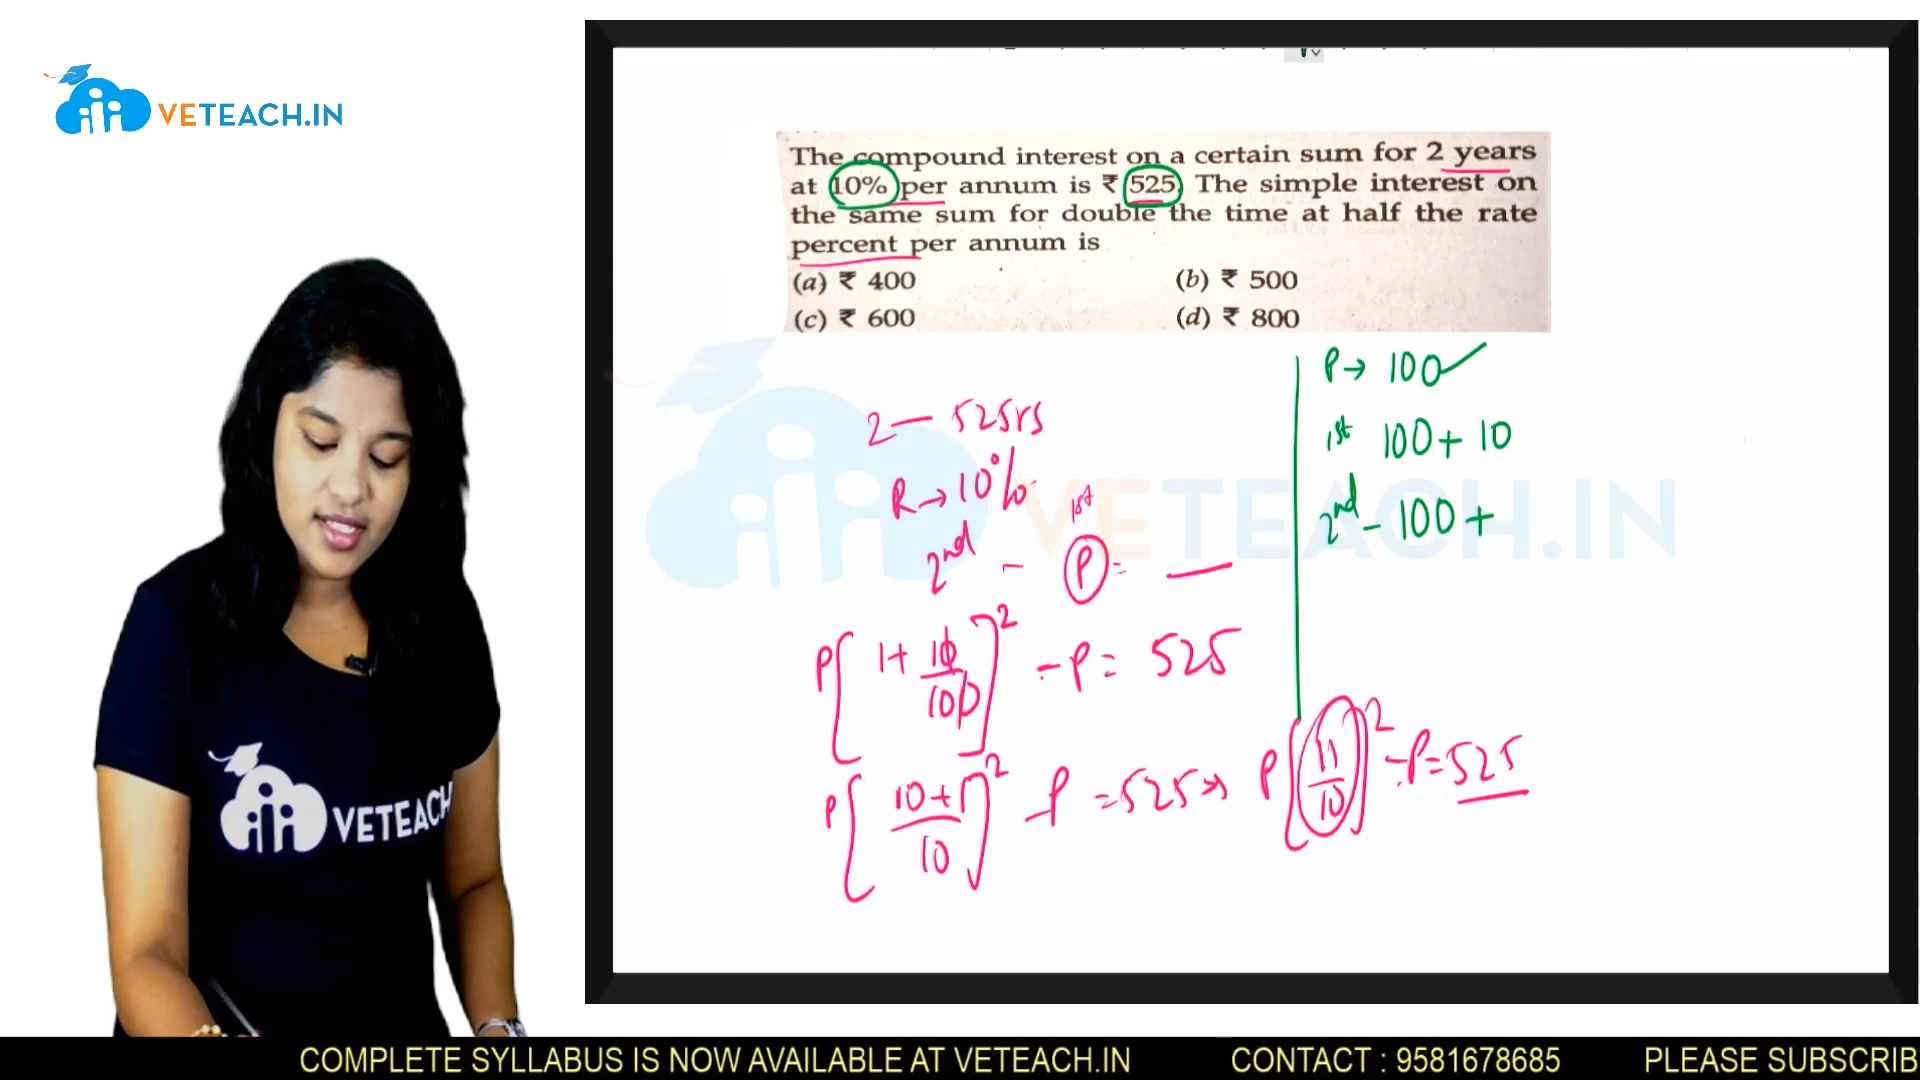 VETEACH.IN
The compound interest on a certain sum for 2 years
at 10% per annum is ₹ 525. The simple interest on
the same sum for double the time at half the rate
percent per annum is
(a) ₹ 400 (b) ₹ 500
(c) ₹ 600 (d) ₹ 800
P → 100 ✓
1st 100 + 10
2nd - 100 +
2 — 525rs
R → 10%
1st
2nd - P = —
P[1 + 10/100]² - P = 525
P[10+1/10]² - P = 525 → P[11/10]² - P = 525
VETEACH.IN
VETEACH
COMPLETE SYLLABUS IS NOW AVAILABLE AT VETEACH.IN CONTACT : 9581678685 PLEASE SUBSCRIB